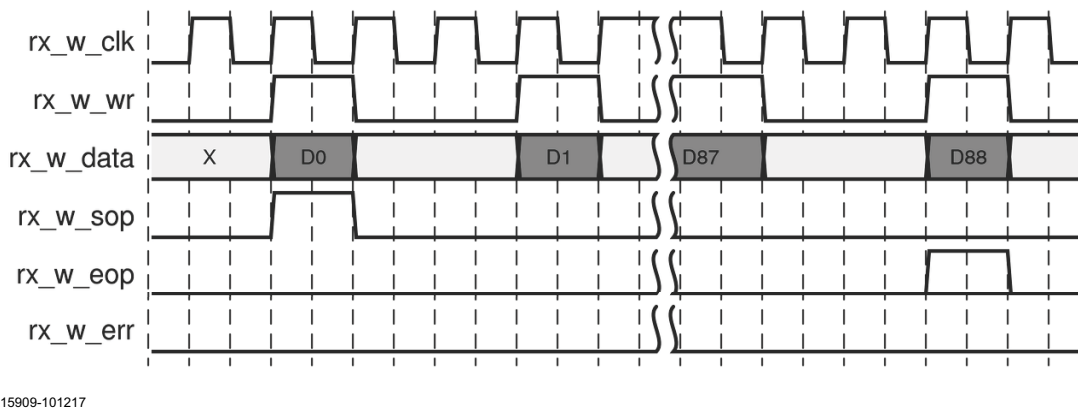 rx_w_clk
rx_w_wr
rx_w_data X D0 D1 D87 D88
rx_w_sop
rx_w_eop
rx_w_err
15909-101217